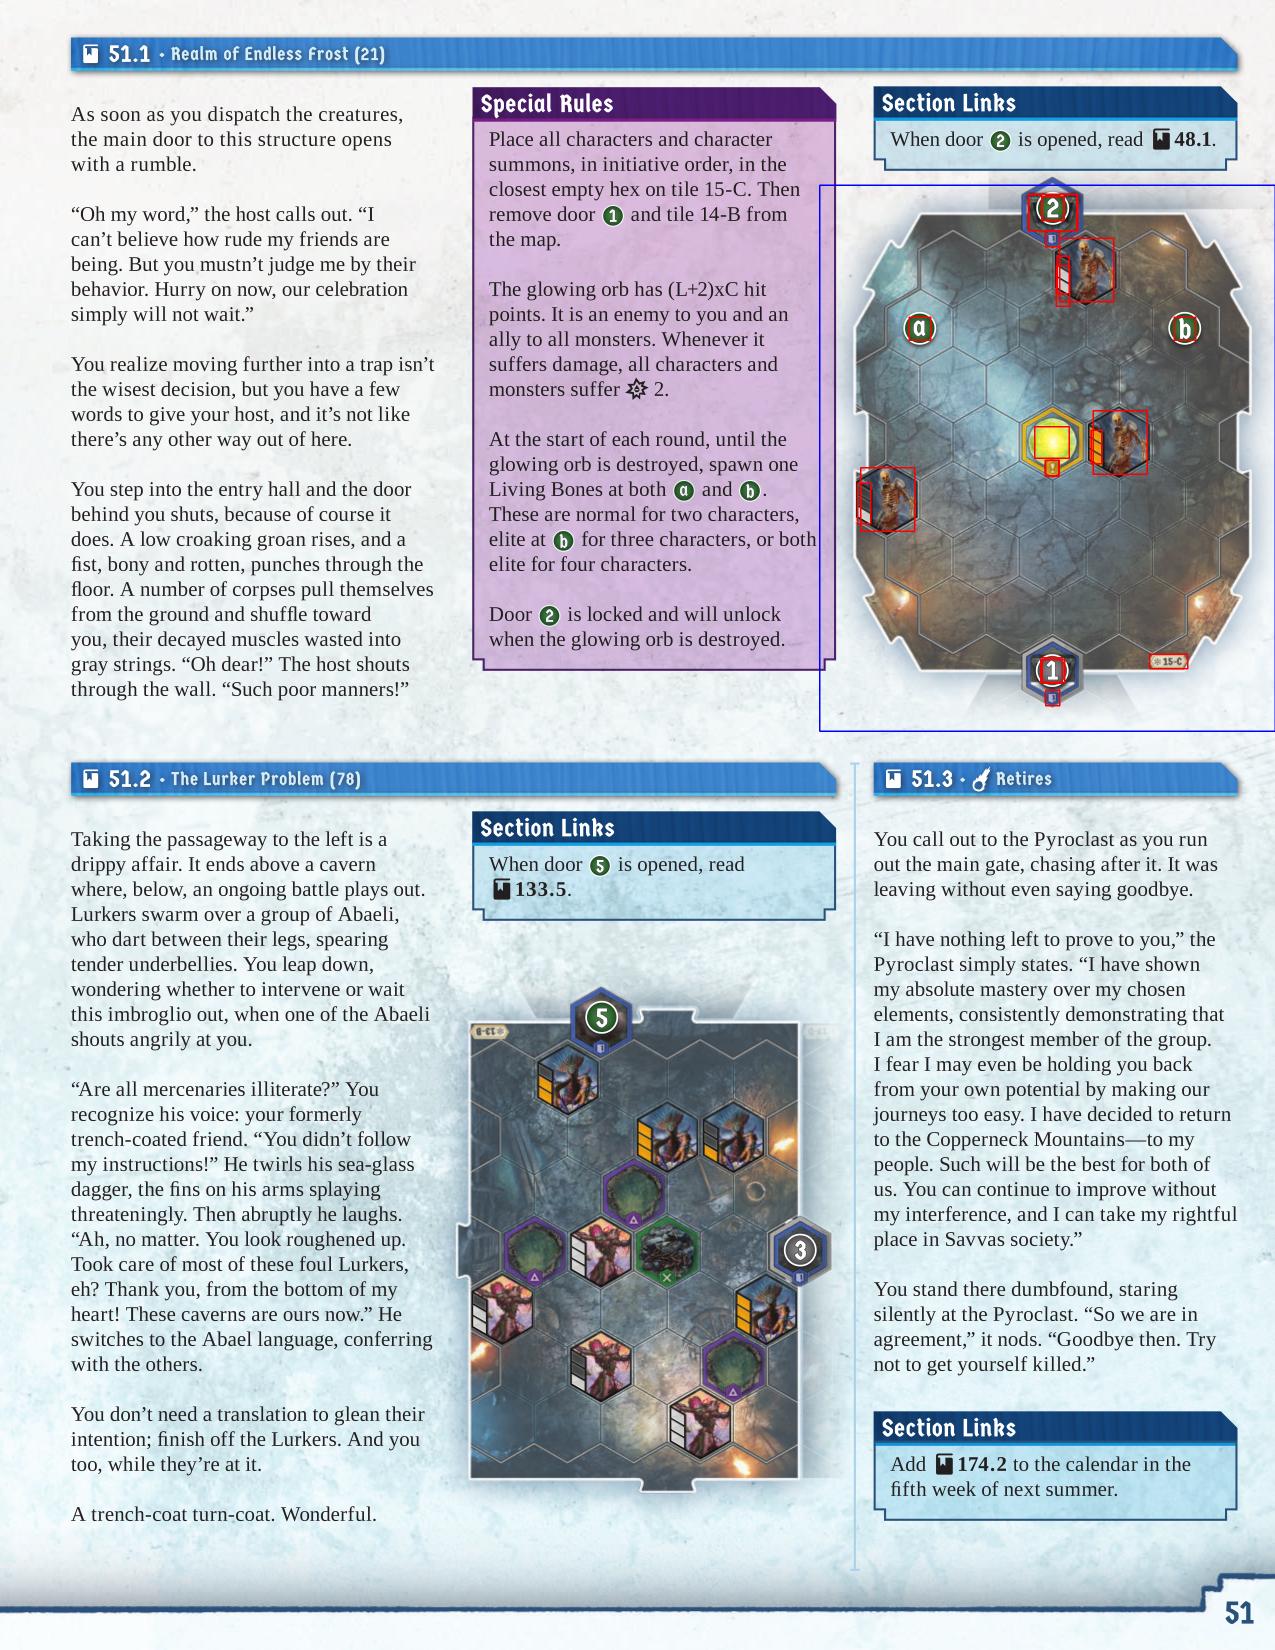 51.1 • Realm of Endless Frost (21)
As soon as you dispatch the creatures,
the main door to this structure opens
with a rumble.
“Oh my word,” the host calls out. “I
can’t believe how rude my friends are
being. But you mustn’t judge me by their
behavior. Hurry on now, our celebration
simply will not wait.”
You realize moving further into a trap isn’t
the wisest decision, but you have a few
words to give your host, and it’s not like
there’s any other way out of here.
You step into the entry hall and the door
behind you shuts, because of course it
does. A low croaking groan rises, and a
fist, bony and rotten, punches through the
floor. A number of corpses pull themselves
from the ground and shuffle toward
you, their decayed muscles wasted into
gray strings. “Oh dear!” The host shouts
through the wall. “Such poor manners!”
Special Rules
Place all characters and character
summons, in initiative order, in the
closest empty hex on tile 15-C. Then
remove door 1 and tile 14-B from
the map.
The glowing orb has (L+2)xC hit
points. It is an enemy to you and an
ally to all monsters. Whenever it
suffers damage, all characters and
monsters suffer 2.
At the start of each round, until the
glowing orb is destroyed, spawn one
Living Bones at both a and b.
These are normal for two characters,
elite at b for three characters, or both
elite for four characters.
Door 2 is locked and will unlock
when the glowing orb is destroyed.
Section Links
When door 2 is opened, read 48.1.
2
a
b
1
15-C
51.2 • The Lurker Problem (78)
Taking the passageway to the left is a
drippy affair. It ends above a cavern
where, below, an ongoing battle plays out.
Lurkers swarm over a group of Abaeli,
who dart between their legs, spearing
tender underbellies. You leap down,
wondering whether to intervene or wait
this imbroglio out, when one of the Abaeli
shouts angrily at you.
“Are all mercenaries illiterate?” You
recognize his voice: your formerly
trench-coated friend. “You didn’t follow
my instructions!” He twirls his sea-glass
dagger, the fins on his arms splaying
threateningly. Then abruptly he laughs.
“Ah, no matter. You look roughened up.
Took care of most of these foul Lurkers,
eh? Thank you, from the bottom of my
heart! These caverns are ours now.” He
switches to the Abael language, conferring
with the others.
You don’t need a translation to glean their
intention; finish off the Lurkers. And you
too, while they’re at it.
A trench-coat turn-coat. Wonderful.
Section Links
When door 5 is opened, read
133.5.
5
13-B
3
51.3 • Retires
You call out to the Pyroclast as you run
out the main gate, chasing after it. It was
leaving without even saying goodbye.
“I have nothing left to prove to you,” the
Pyroclast simply states. “I have shown
my absolute mastery over my chosen
elements, consistently demonstrating that
I am the strongest member of the group.
I fear I may even be holding you back
from your own potential by making our
journeys too easy. I have decided to return
to the Copperneck Mountains—to my
people. Such will be the best for both of
us. You can continue to improve without
my interference, and I can take my rightful
place in Savvas society.”
You stand there dumbfound, staring
silently at the Pyroclast. “So we are in
agreement,” it nods. “Goodbye then. Try
not to get yourself killed.”
Section Links
Add 174.2 to the calendar in the
fifth week of next summer.
51